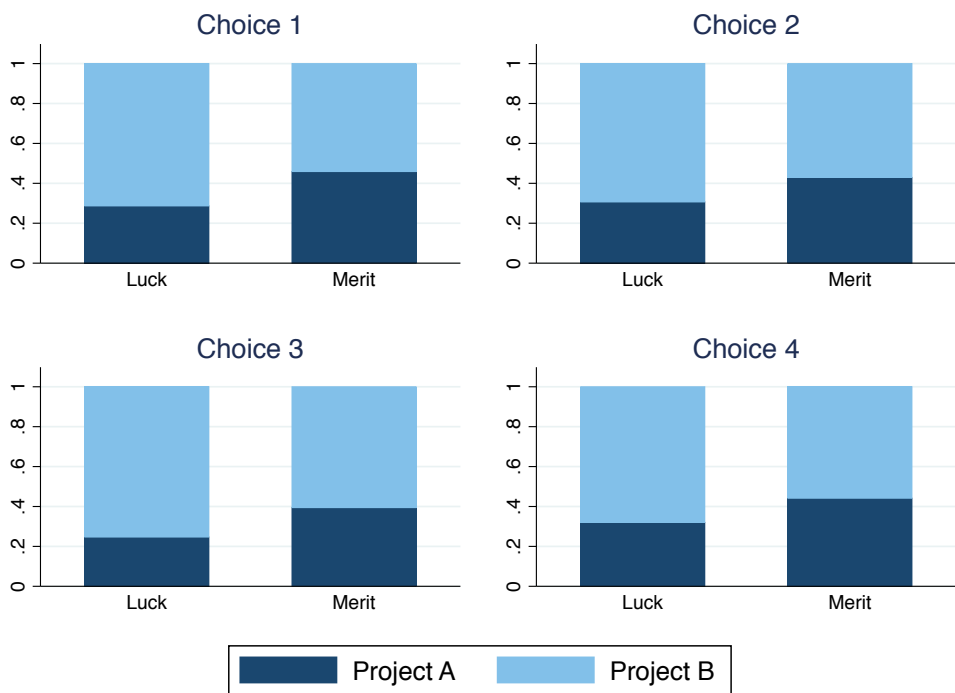 Choice 1
1
.8
.6
.4
.2
0
Luck Merit
Choice 2
1
.8
.6
.4
.2
0
Luck Merit
Choice 3
1
.8
.6
.4
.2
0
Luck Merit
Choice 4
1
.8
.6
.4
.2
0
Luck Merit
Project A Project B